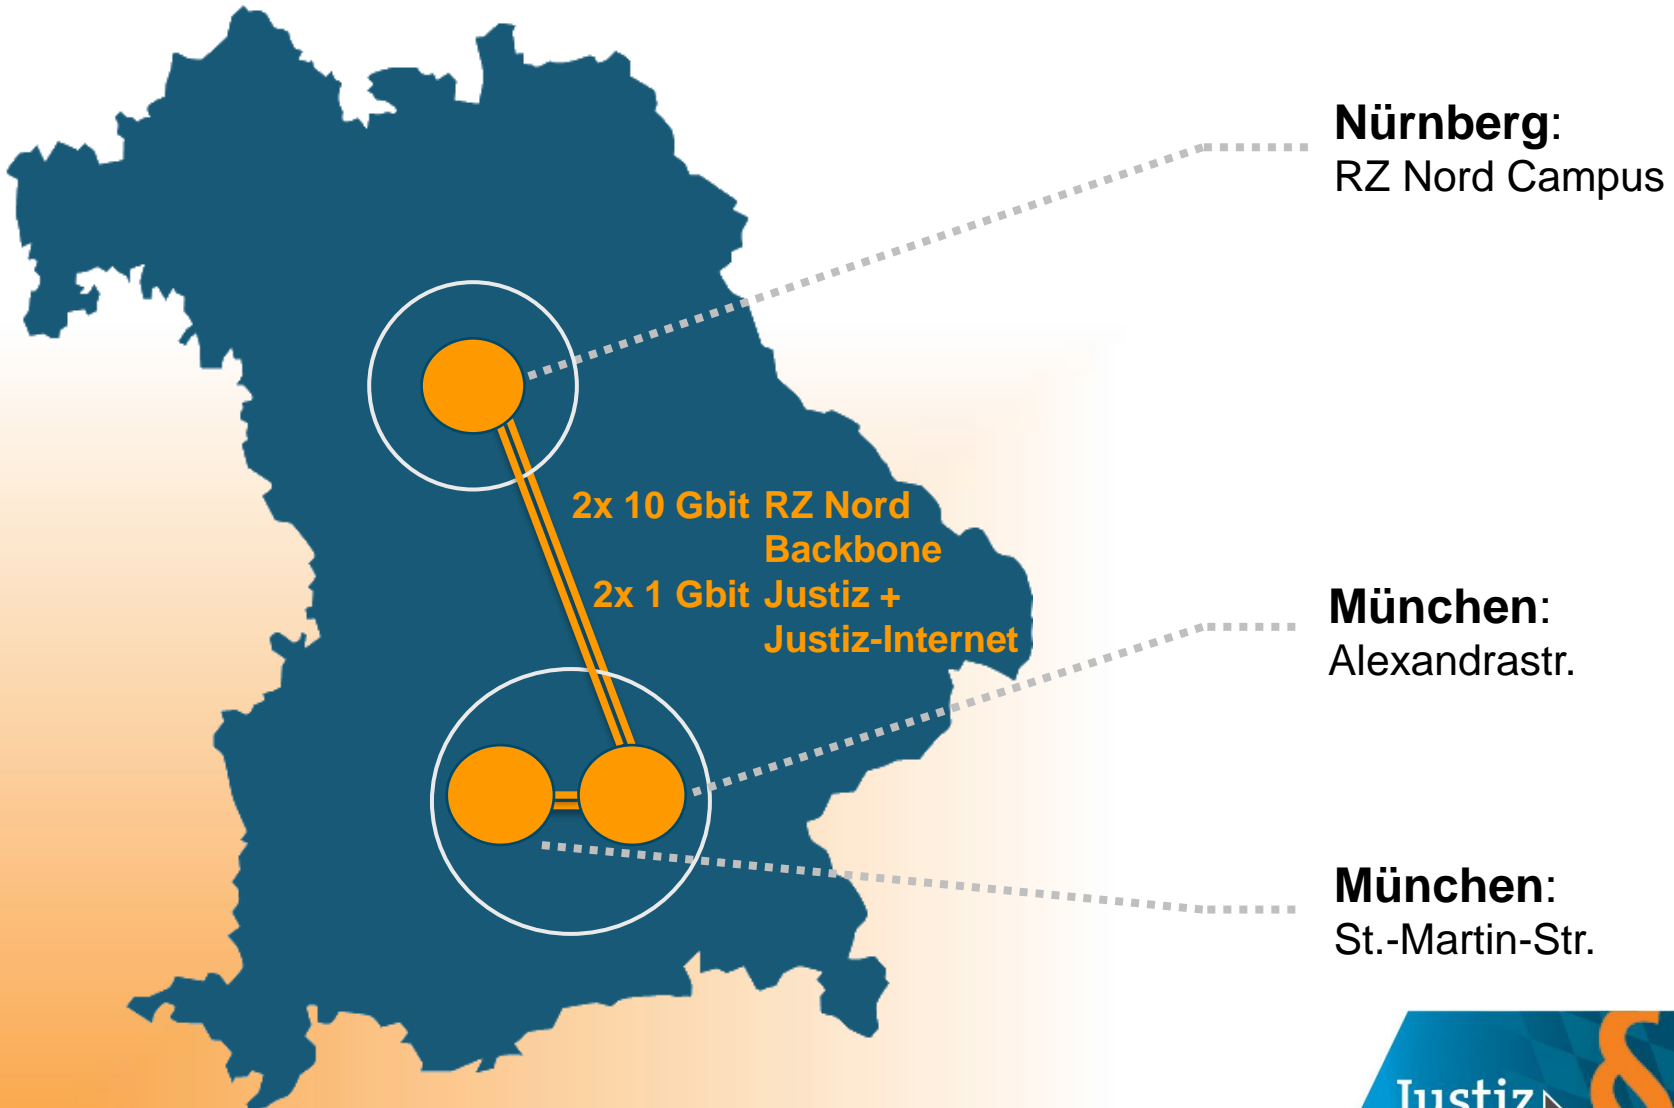 Nürnberg:
RZ Nord Campus
2x 10 Gbit RZ Nord
Backbone
2x 1 Gbit Justiz +
Justiz-Internet
München:
Alexandrastr.
München:
St.-Martin-Str.
Justiz